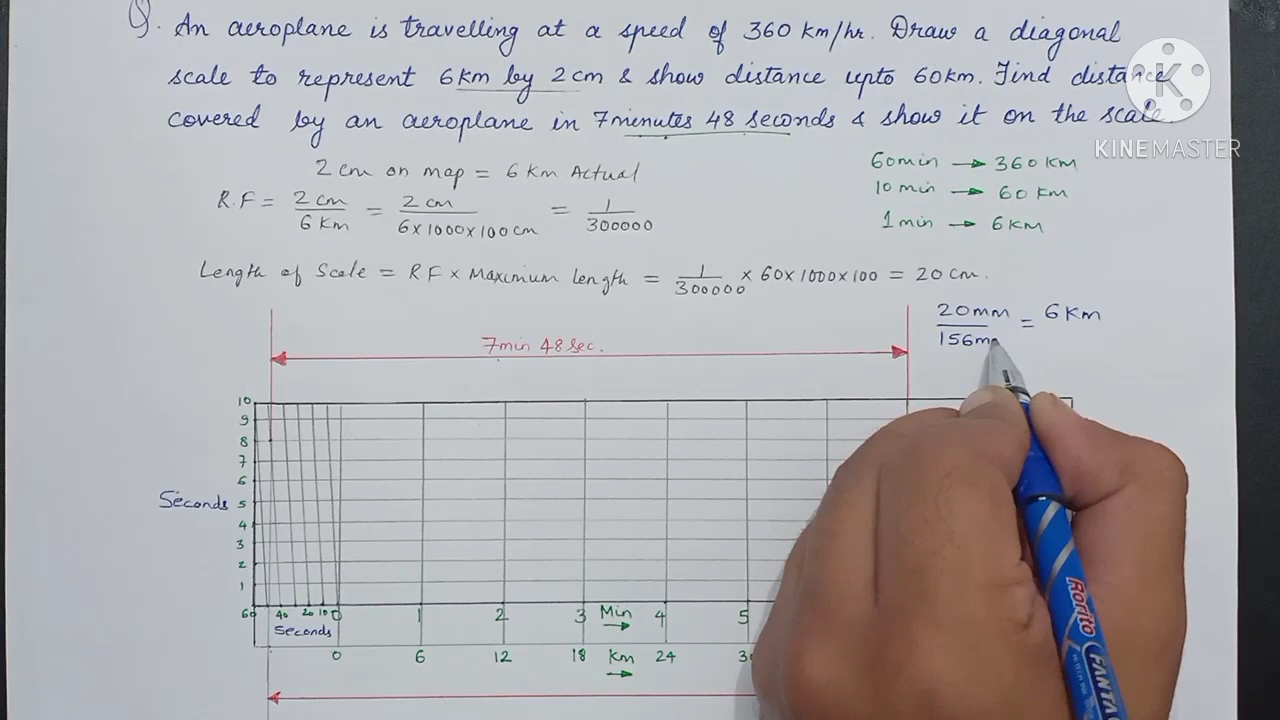 Q. An aeroplane is travelling at a speed of 360 km/hr. Draw a diagonal
scale to represent 6km by 2cm & show distance upto 60km. Find distance
covered by an aeroplane in 7minutes 48 seconds & show it on the scale.
K
KINEMASTER
2 cm on map = 6 Km Actual
R.F = 2 cm / 6 Km = 2 cm / 6×1000×100 cm = 1 / 300000
60min → 360 Km
10 min → 60 Km
1 min → 6 Km
Length of Scale = RF × Maximum Length = 1 / 300000 × 60×1000×100 = 20 cm.
20mm / 156m = 6 Km
7min 48 sec.
10
9
8
7
6
Seconds 5
4
3
2
1
60 40 20 10 0 1 2 3 Min → 4 5
Seconds
0 6 12 18 Km → 24
Rorito
FANTA